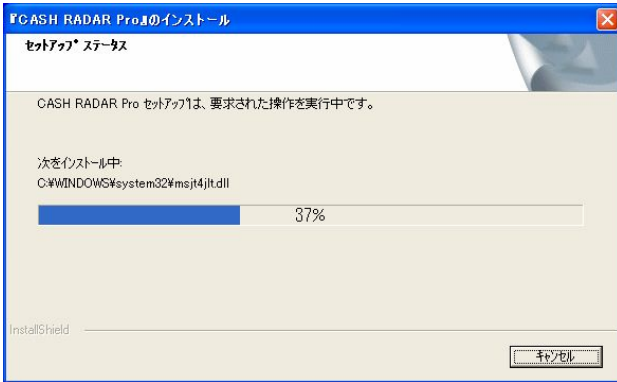 『CASH RADAR Pro』のインストール
ｾｯﾄｱｯﾌﾟ ｽﾃｰﾀｽ
CASH RADAR Pro ｾｯﾄｱｯﾌﾟは、要求された操作を実行中です。
次をｲﾝｽﾄｰﾙ中:
C:¥WINDOWS¥system32¥msjt4jlt.dll
37%
InstallShield
ｷｬﾝｾﾙ